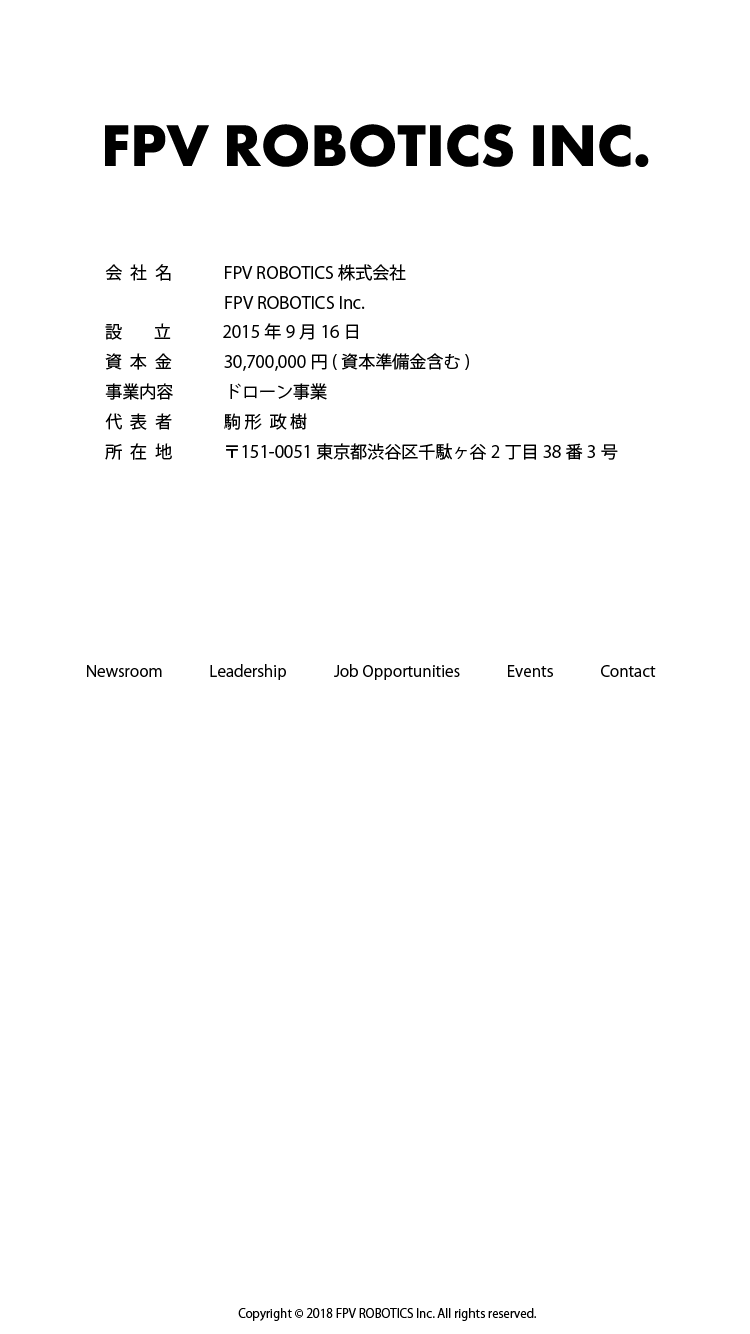 FPV ROBOTICS INC.
会社名 FPV ROBOTICS 株式会社
FPV ROBOTICS Inc.
設立 2015 年 9 月 16 日
資本金 30,700,000 円 ( 資本準備金含む )
事業内容 ドローン事業
代表者 駒形 政樹
所在地 〒151-0051 東京都渋谷区千駄ヶ谷 2 丁目 38 番 3 号
Newsroom Leadership Job Opportunities Events Contact
Copyright © 2018 FPV ROBOTICS Inc. All rights reserved.